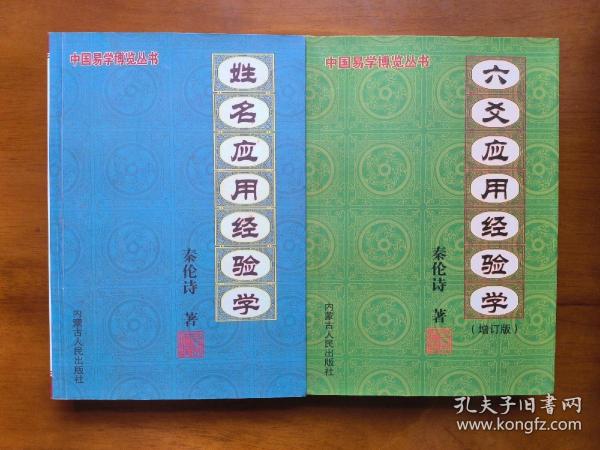 中国易学博览丛书
姓名应用经验学
秦伦诗 著
内蒙古人民出版社
中国易学博览丛书
六爻应用经验学
（增订版）
秦伦诗 著
内蒙古人民出版社
孔夫子旧书网
www.kongfz.com